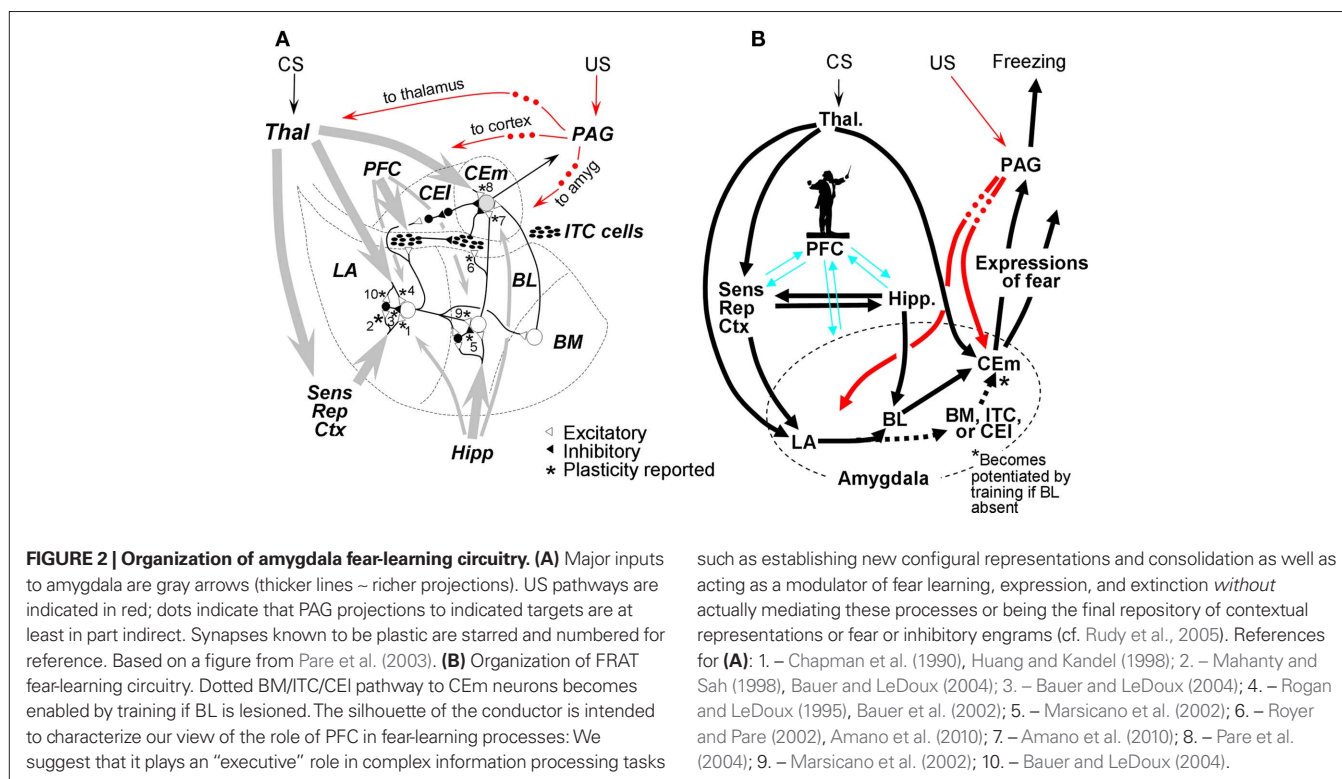 A
CS
US
to thalamus
Thal
to cortex
PAG
PFC
CEm
to amyg
CEl
*8
*7
ITC cells
*6
LA
BL
10*
*4
9*
2*
3
*1
*
5
BM
Sens
Rep
Ctx
Hipp
Excitatory
Inhibitory
* Plasticity reported
B
CS
US
Freezing
Thal.
PAG
PFC
Expressions
of fear
Sens
Rep
Ctx
Hipp.
CEm
*
BL
BM, ITC,
or CEl
LA
*Becomes
potentiated by
training if BL
absent
Amygdala
FIGURE 2 | Organization of amygdala fear-learning circuitry. (A) Major inputs
to amygdala are gray arrows (thicker lines ~ richer projections). US pathways are
indicated in red; dots indicate that PAG projections to indicated targets are at
least in part indirect. Synapses known to be plastic are starred and numbered for
reference. Based on a figure from Pare et al. (2003). (B) Organization of FRAT
fear-learning circuitry. Dotted BM/ITC/CEl pathway to CEm neurons becomes
enabled by training if BL is lesioned. The silhouette of the conductor is intended
to characterize our view of the role of PFC in fear-learning processes: We
suggest that it plays an “executive” role in complex information processing tasks
such as establishing new configural representations and consolidation as well as
acting as a modulator of fear learning, expression, and extinction without
actually mediating these processes or being the final repository of contextual
representations or fear or inhibitory engrams (cf. Rudy et al., 2005). References
for (A): 1. – Chapman et al. (1990), Huang and Kandel (1998); 2. – Mahanty and
Sah (1998), Bauer and LeDoux (2004); 3. – Bauer and LeDoux (2004); 4. – Rogan
and LeDoux (1995), Bauer et al. (2002); 5. – Marsicano et al. (2002); 6. – Royer
and Pare (2002), Amano et al. (2010); 7. – Amano et al. (2010); 8. – Pare et al.
(2004); 9. – Marsicano et al. (2002); 10. – Bauer and LeDoux (2004).